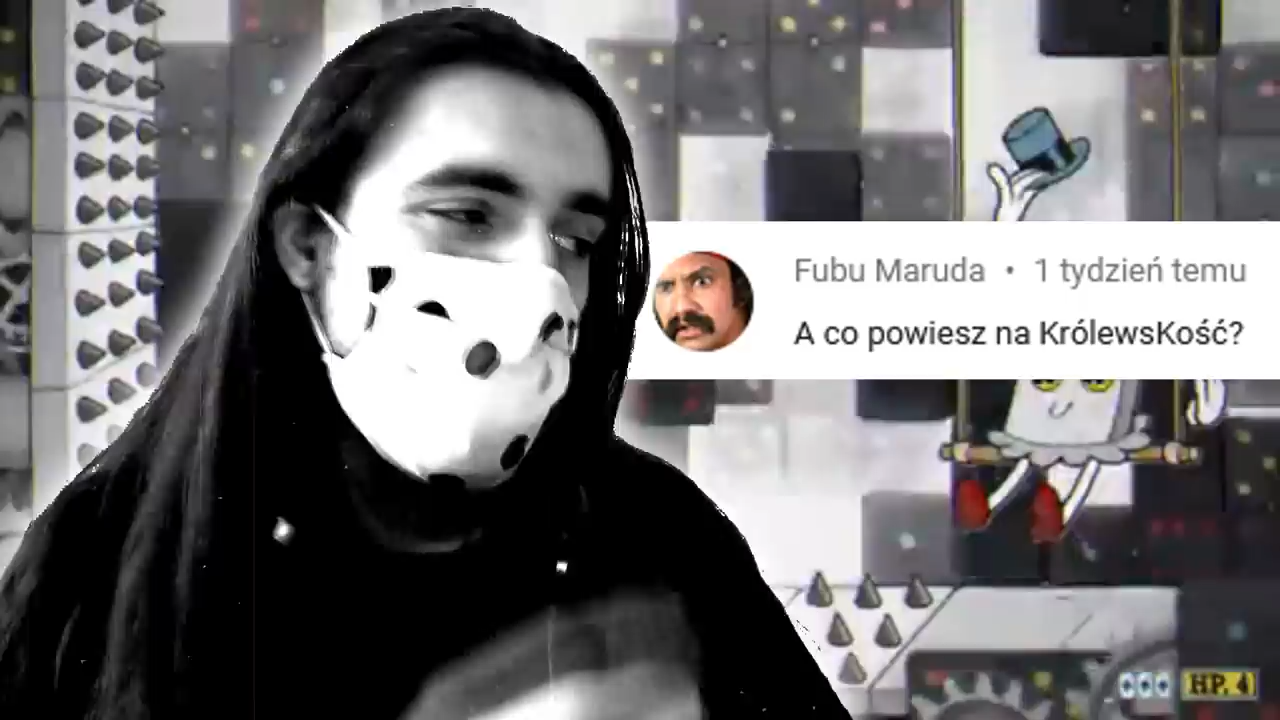 Fubu Maruda • 1 tydzień temu
A co powiesz na KrólewsKość?
HP. 4